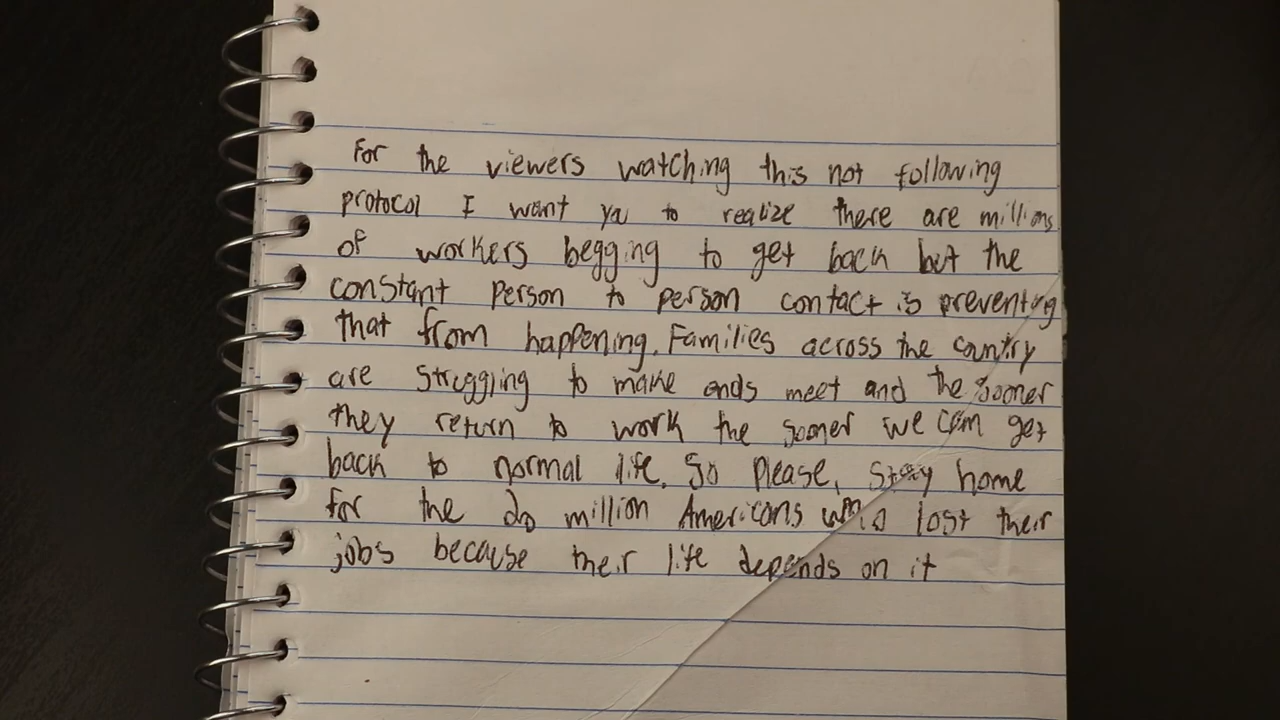 For the viewers watching this not following
protocol I want ya to realize there are millions
of workers begging to get back but the
constant person to person contact is preventing
that from happening. Families across the country
are struggling to make ends meet and the sooner
they return to work the sooner we can get
back to normal life. So please, stay home
for the 20 million Americans who lost their
jobs because their life depends on it